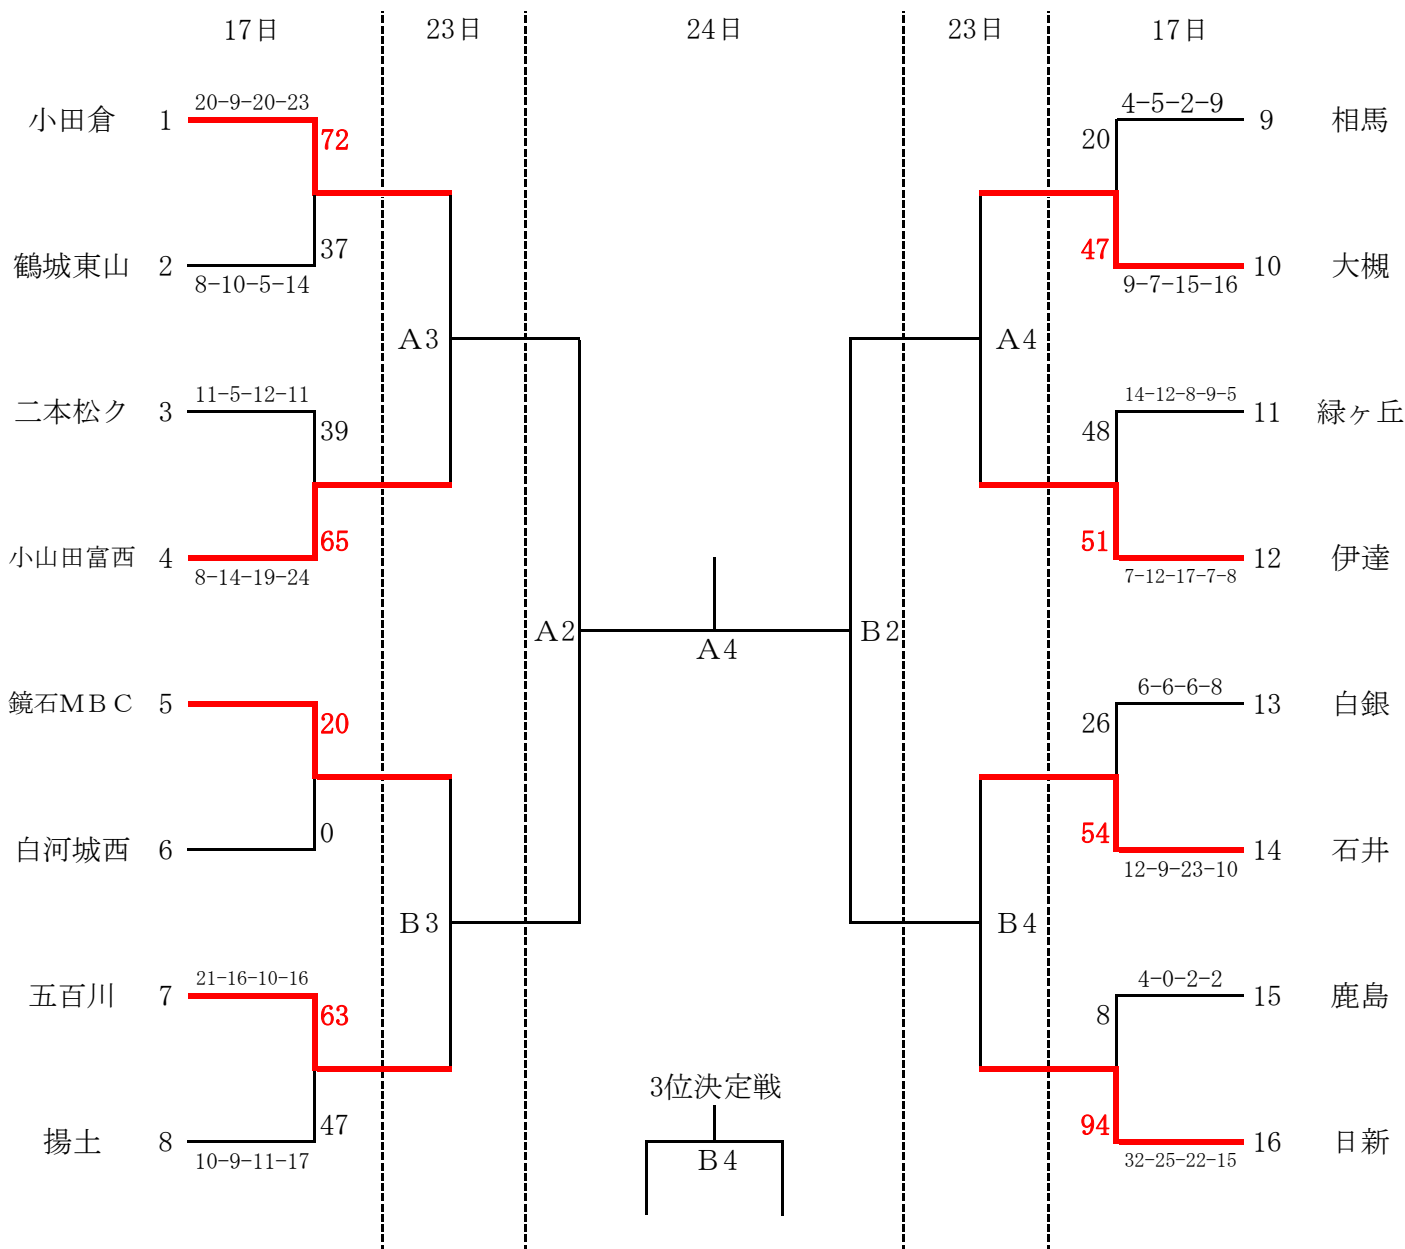 17日
23日
24日
23日
17日
小田倉 1
20-9-20-23
72
37
鶴城東山 2
8-10-5-14
A3
二本松ク 3
11-5-12-11
39
65
小山田富西 4
8-14-19-24
A2
鏡石MBC 5
20
0
白河城西 6
B3
五百川 7
21-16-10-16
63
47
揚土 8
10-9-11-17
A4
3位決定戦
B4
4-5-2-9
20
9 相馬
47
10 大槻
9-7-15-16
A4
14-12-8-9-5
48
11 緑ヶ丘
51
12 伊達
7-12-17-7-8
B2
6-6-6-8
26
13 白銀
54
14 石井
12-9-23-10
B4
4-0-2-2
8
15 鹿島
94
16 日新
32-25-22-15